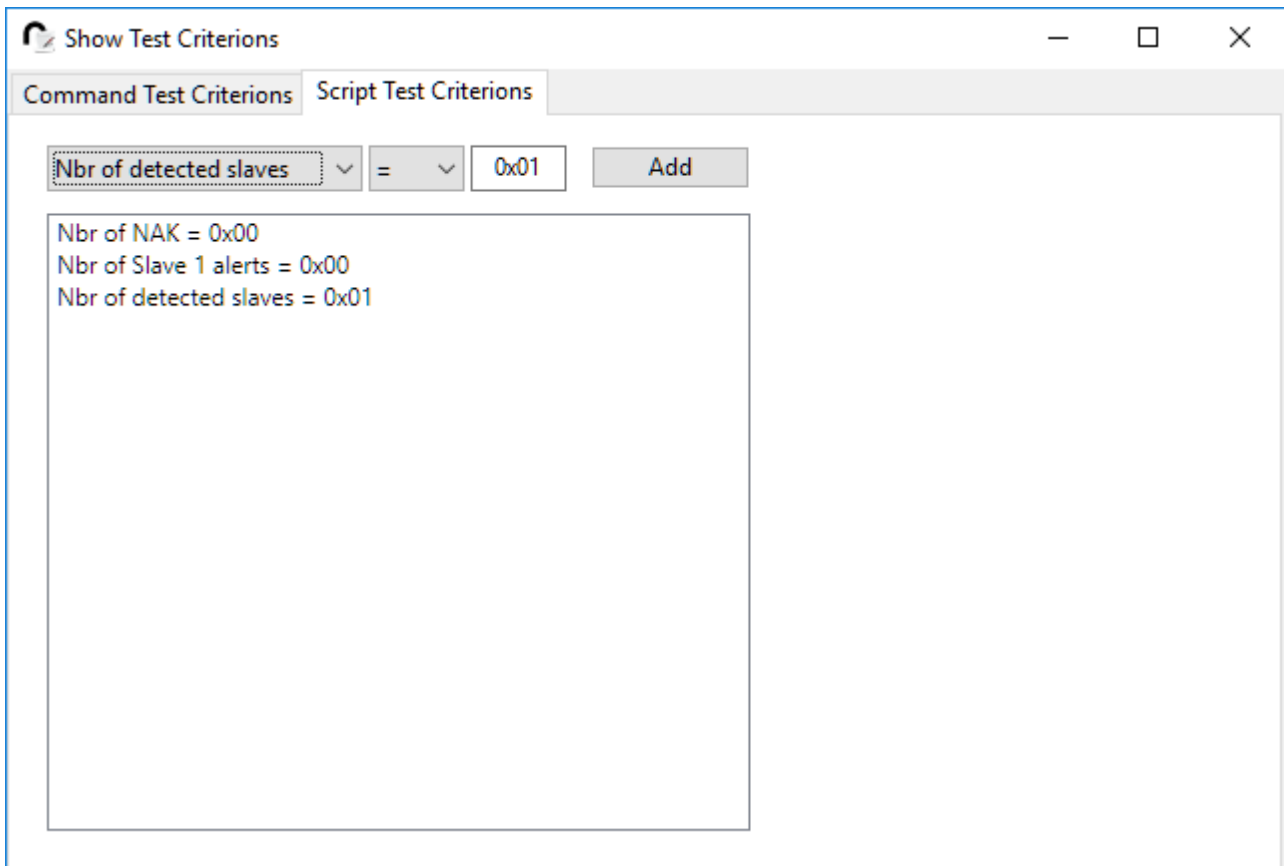 Show Test Criterions
Command Test Criterions Script Test Criterions
Nbr of detected slaves = 0x01 Add
Nbr of NAK = 0x00
Nbr of Slave 1 alerts = 0x00
Nbr of detected slaves = 0x01